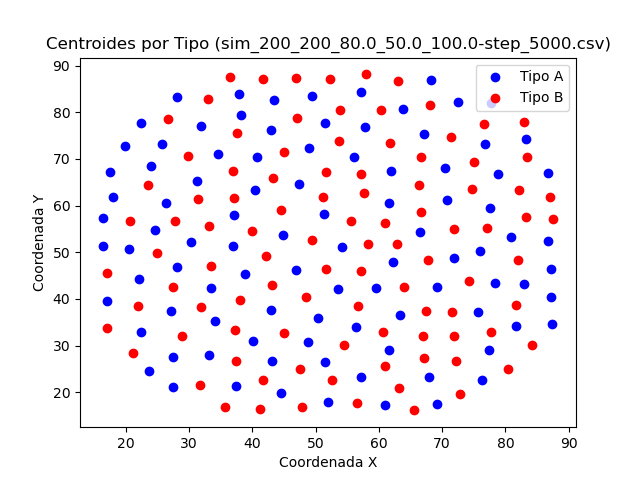 Centroides por Tipo (sim_200_200_80.0_50.0_100.0-step_5000.csv)
Tipo A
Tipo B
Coordenada Y
90
80
70
60
50
40
30
20
20 30 40 50 60 70 80 90
Coordenada X